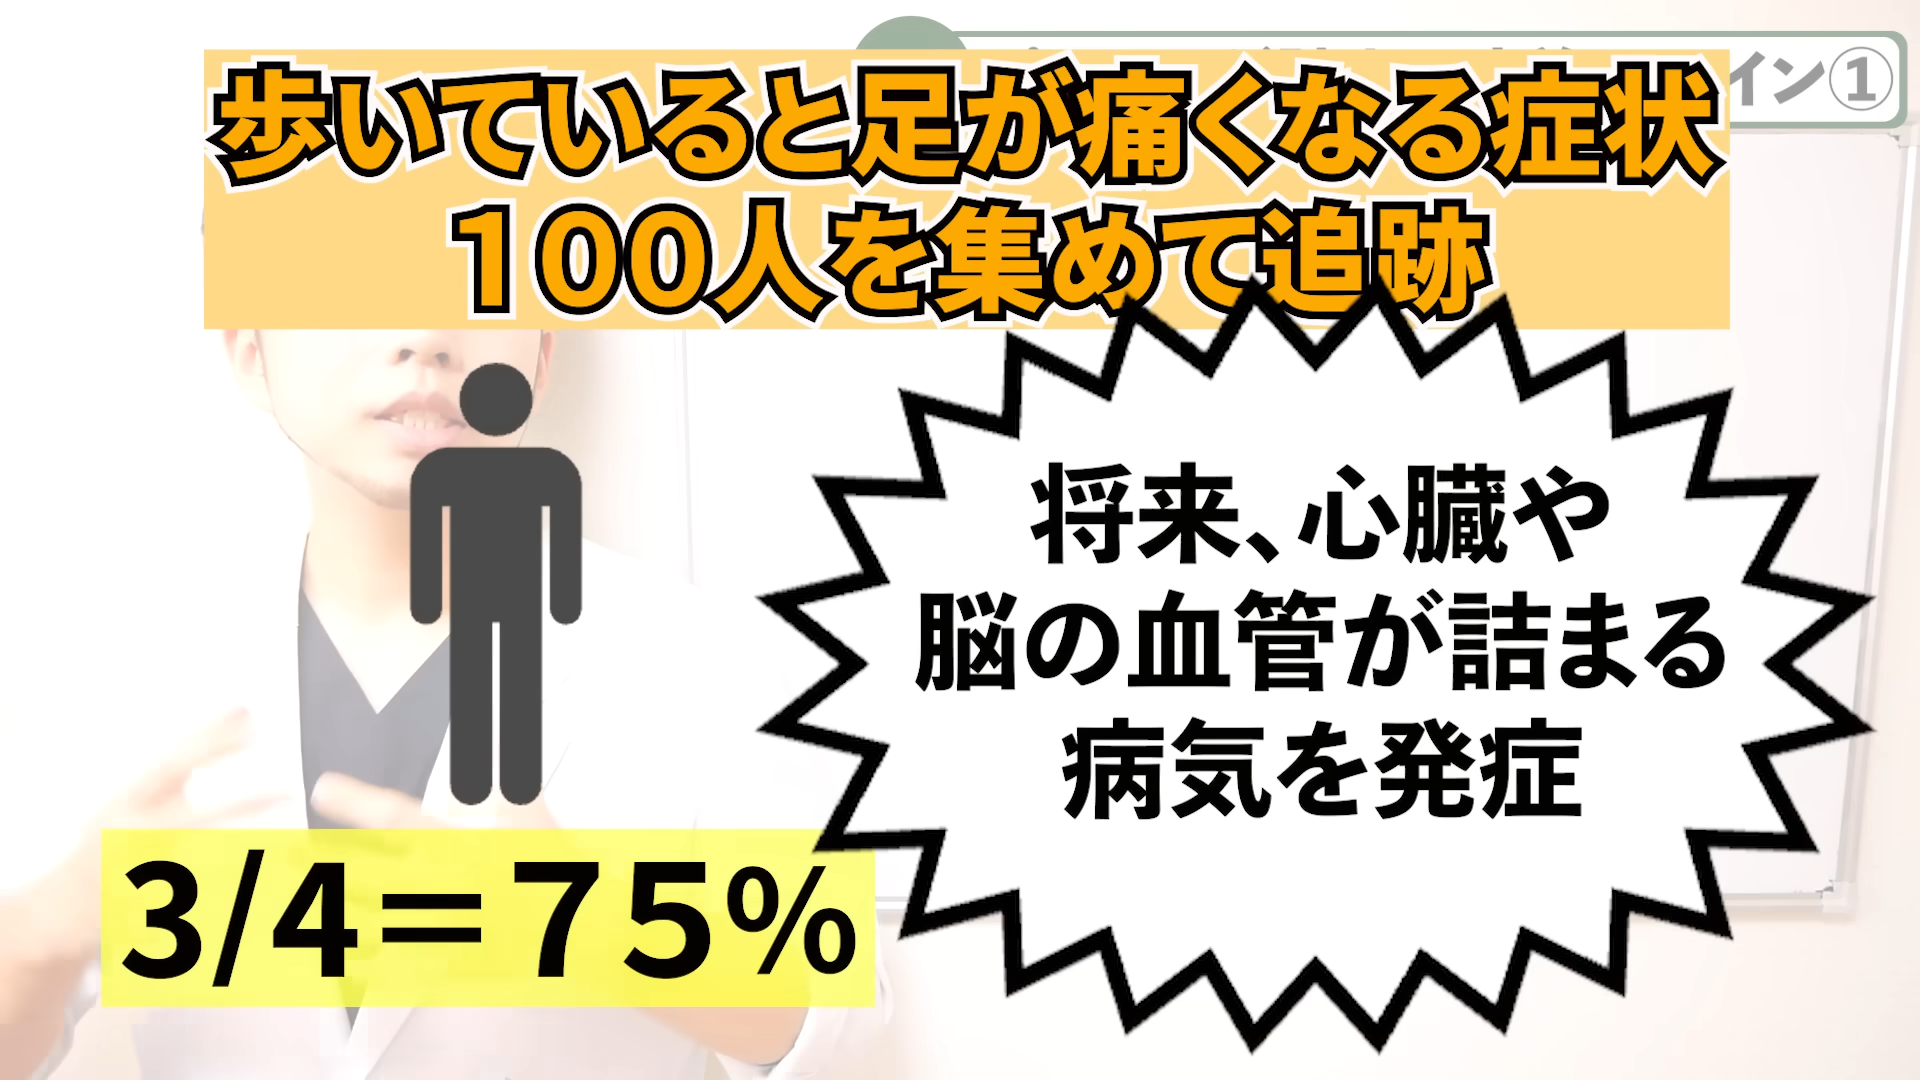 イン①
歩いていると足が痛くなる症状
100人を集めて追跡
将来、心臓や
脳の血管が詰まる
病気を発症
3/4＝75%